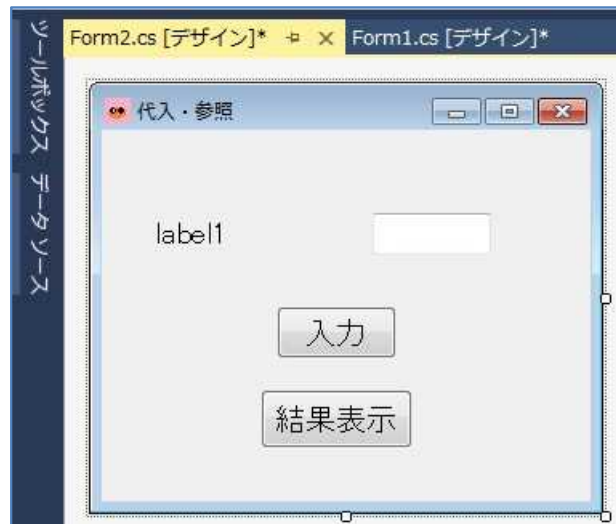 Form2.cs [デザイン]* Form1.cs [デザイン]*
ツールボックス
データ ソース
代入・参照
label1
入力
結果表示